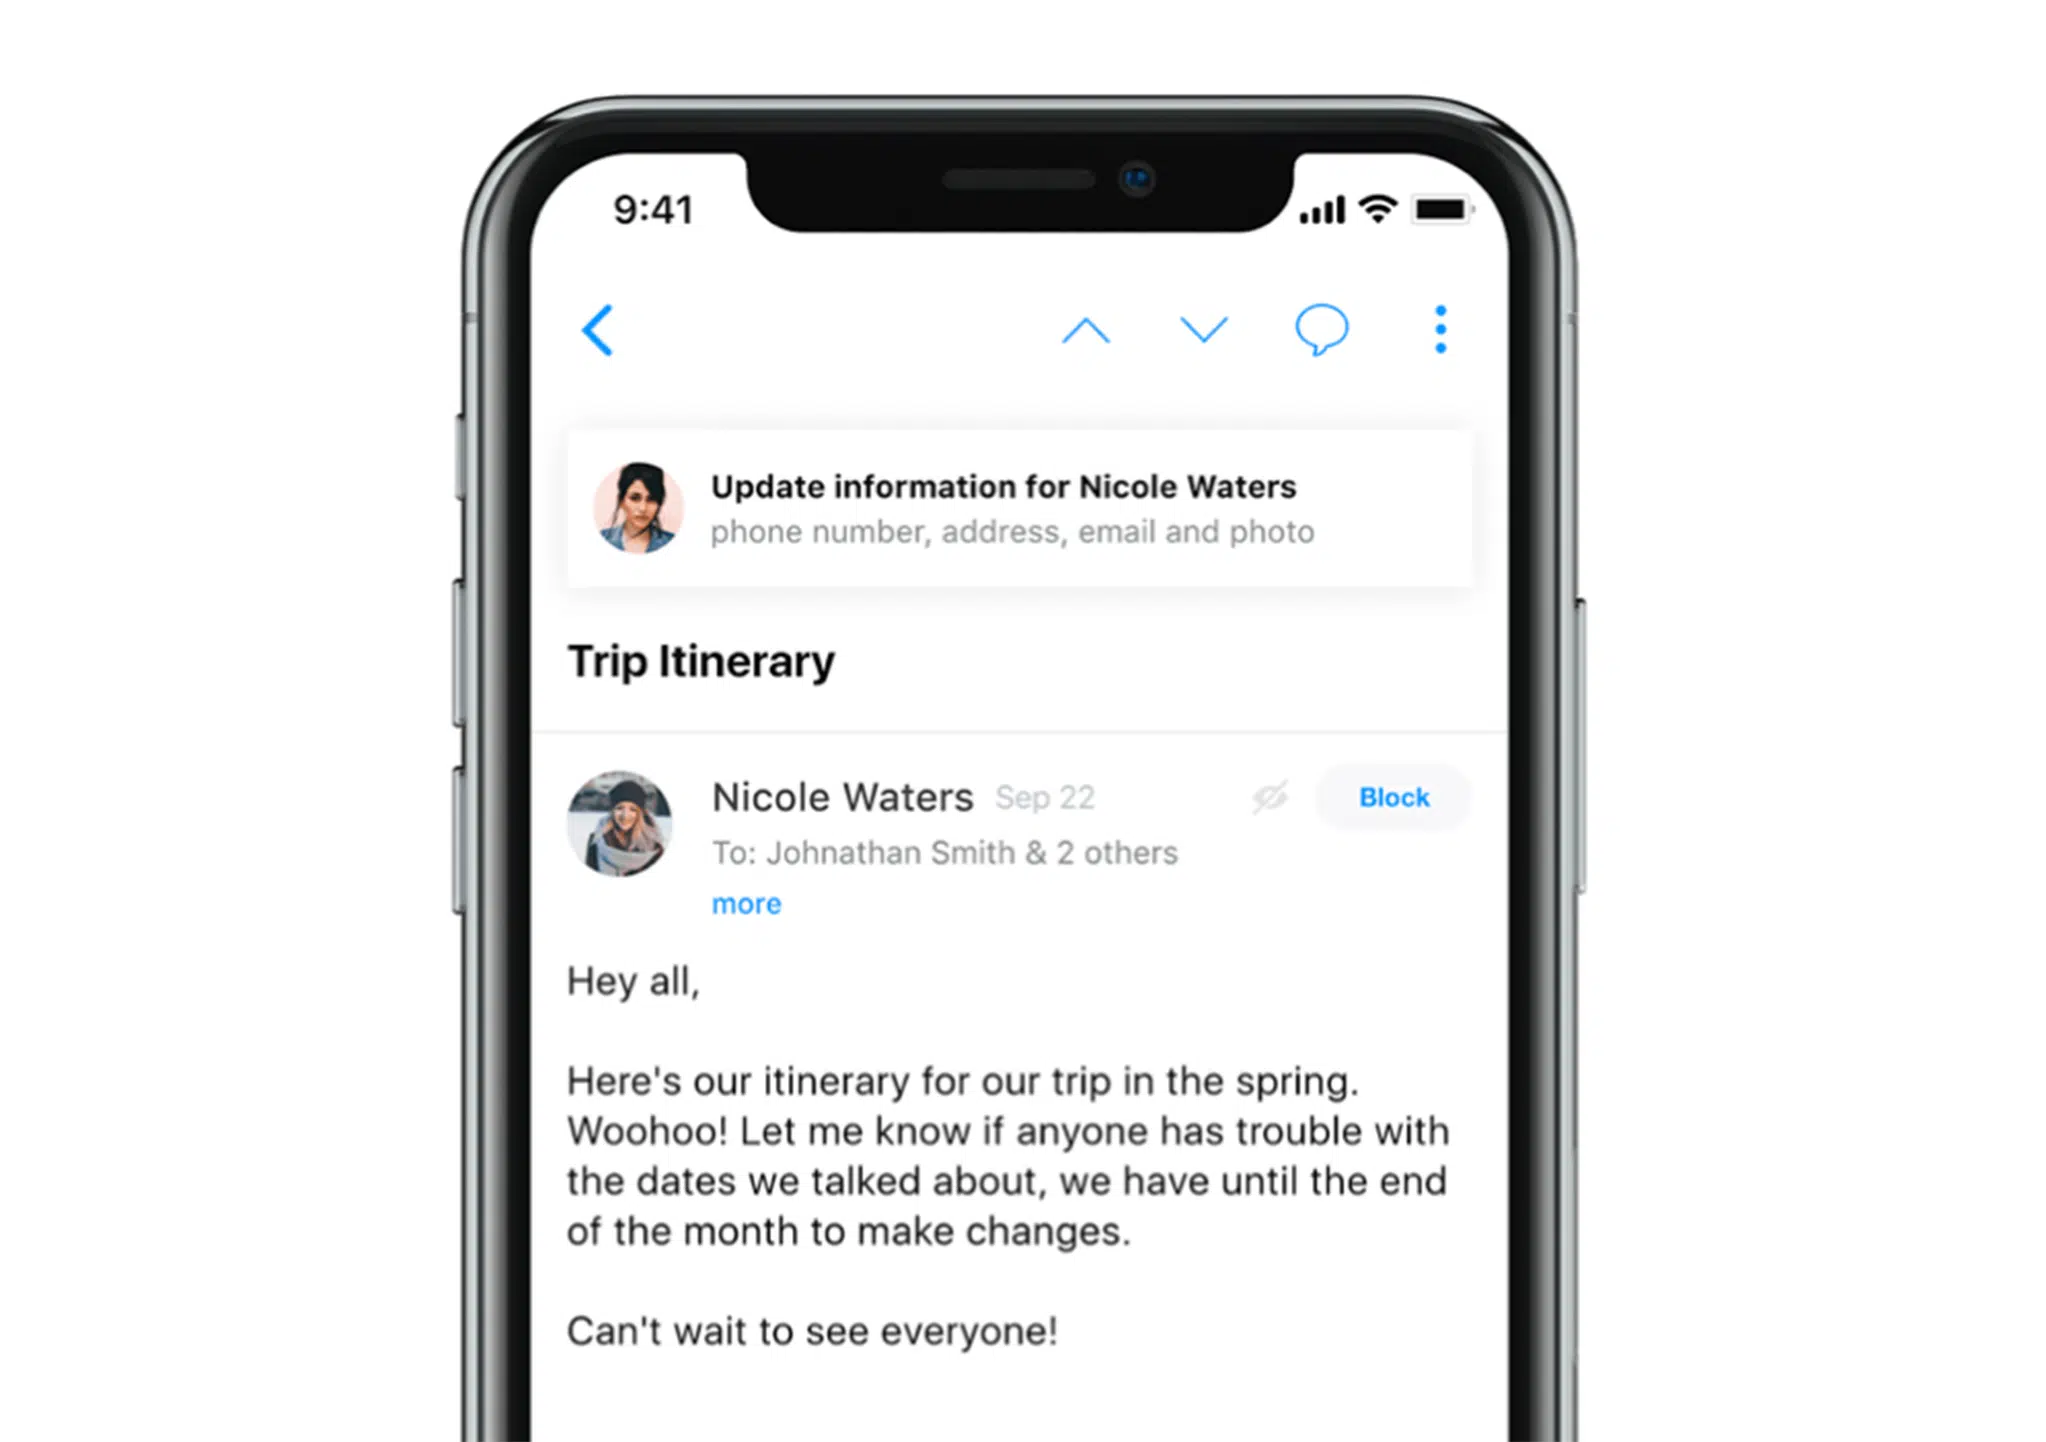 9:41
Update information for Nicole Waters
phone number, address, email and photo
Trip Itinerary
Nicole Waters Sep 22 Block
To: Johnathan Smith & 2 others
more
Hey all,
Here's our itinerary for our trip in the spring.
Woohoo! Let me know if anyone has trouble with
the dates we talked about, we have until the end
of the month to make changes.
Can't wait to see everyone!